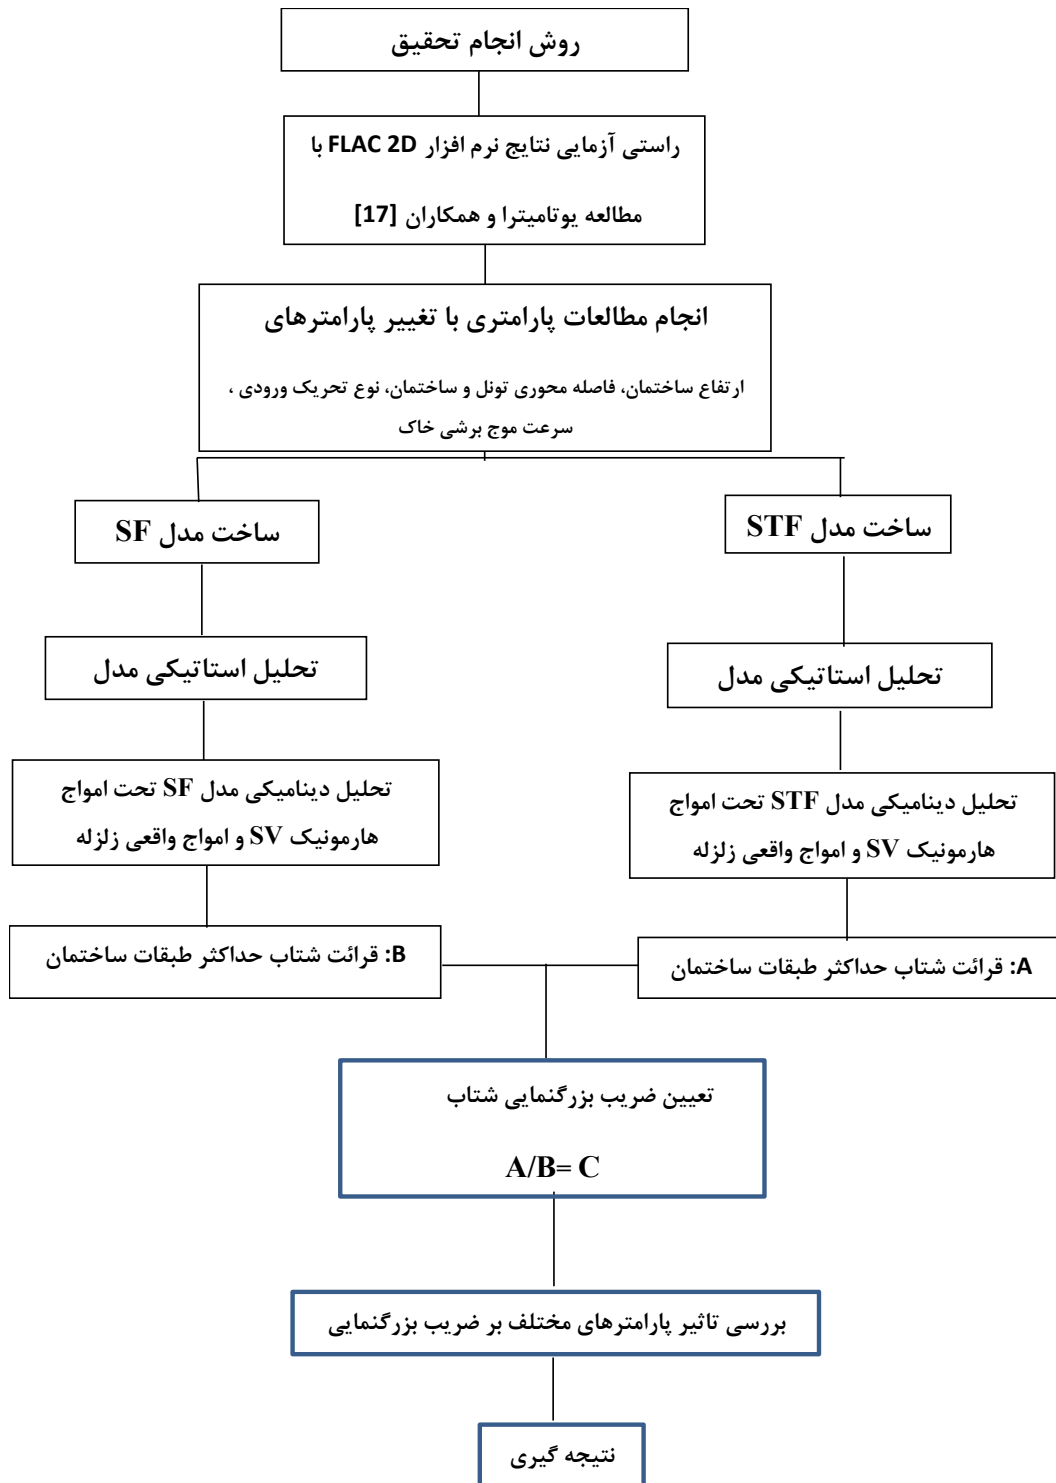 روش انجام تحقیق
راستی آزمایی نتایج نرم افزار FLAC 2D با
مطالعه یوتامیترا و همکاران [17]
انجام مطالعات پارامتری با تغییر پارامترهای
ارتفاع ساختمان، فاصله محوری تونل و ساختمان، نوع تحریک ورودی ،
سرعت موج برشی خاک
ساخت مدل STF
ساخت مدل SF
تحلیل استاتیکی مدل
تحلیل استاتیکی مدل
تحلیل دینامیکی مدل STF تحت امواج
هارمونیک SV و امواج واقعی زلزله
تحلیل دینامیکی مدل SF تحت امواج
هارمونیک SV و امواج واقعی زلزله
A: قرائت شتاب حداکثر طبقات ساختمان
B: قرائت شتاب حداکثر طبقات ساختمان
تعیین ضریب بزرگنمایی شتاب
A/B= C
بررسی تاثیر پارامترهای مختلف بر ضریب بزرگنمایی
نتیجه گیری